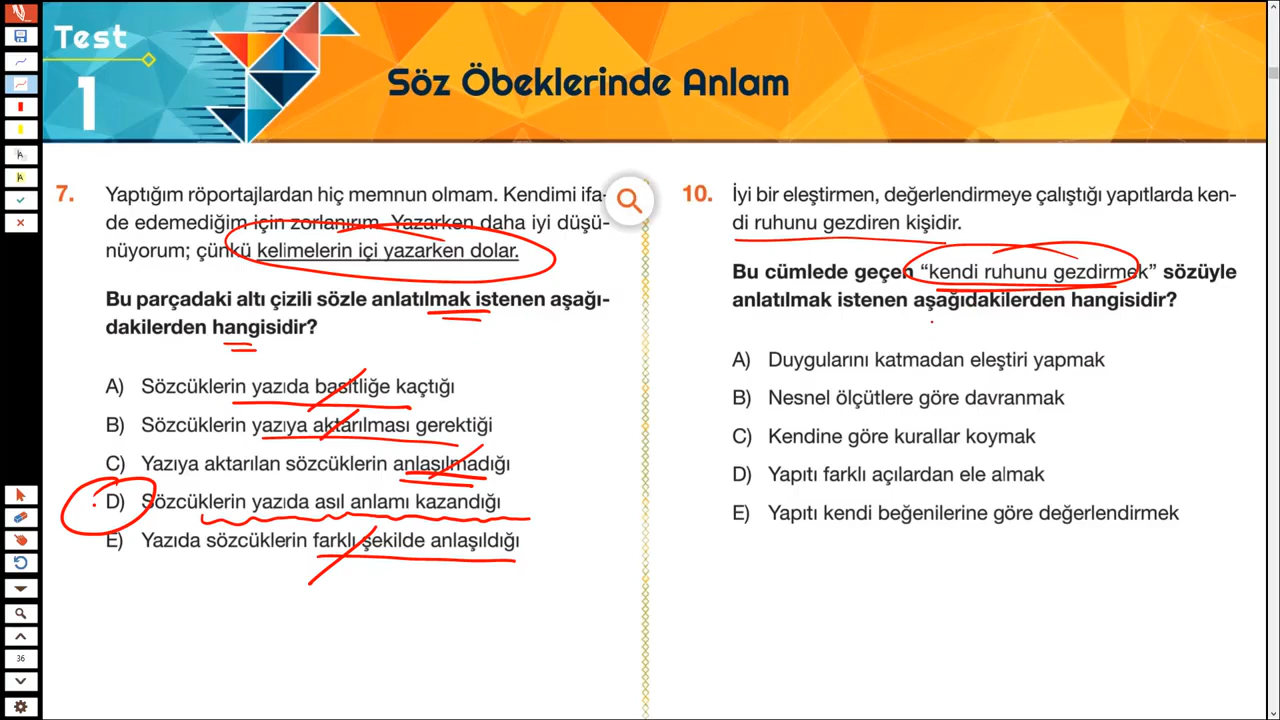 Test
1
Söz Öbeklerinde Anlam
7. Yaptığım röportajlardan hiç memnun olmam. Kendimi ifa-
de edemediğim için zorlanırım. Yazarken daha iyi düşü-
nüyorum; çünkü kelimelerin içi yazarken dolar.
Bu parçadaki altı çizili sözle anlatılmak istenen aşağı-
dakilerden hangisidir?
A) Sözcüklerin yazıda basitliğe kaçtığı
B) Sözcüklerin yazıya aktarılması gerektiği
C) Yazıya aktarılan sözcüklerin anlaşılmadığı
D) Sözcüklerin yazıda asıl anlamı kazandığı
E) Yazıda sözcüklerin farklı şekilde anlaşıldığı
10. İyi bir eleştirmen, değerlendirmeye çalıştığı yapıtlarda ken-
di ruhunu gezdiren kişidir.
Bu cümlede geçen “kendi ruhunu gezdirmek” sözüyle
anlatılmak istenen aşağıdakilerden hangisidir?
A) Duygularını katmadan eleştiri yapmak
B) Nesnel ölçütlere göre davranmak
C) Kendine göre kurallar koymak
D) Yapıtı farklı açılardan ele almak
E) Yapıtı kendi beğenilerine göre değerlendirmek
36